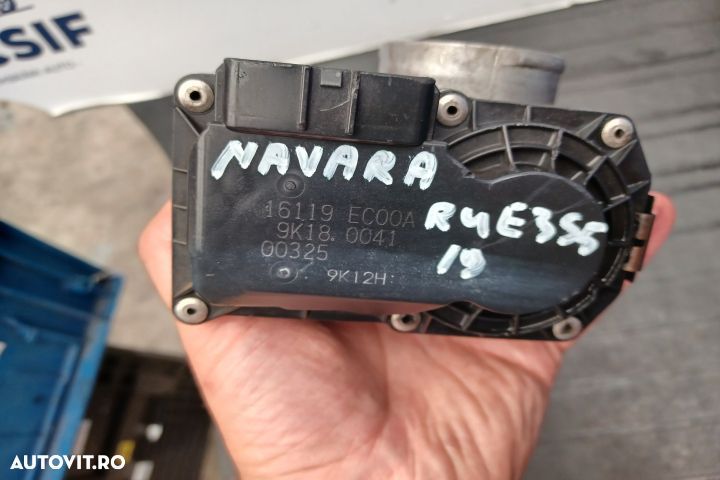 SSIF
NAVARA
16119 EC00A
R4E355
9K18 0041
00325
19
9K12H
AUTOVIT.RO